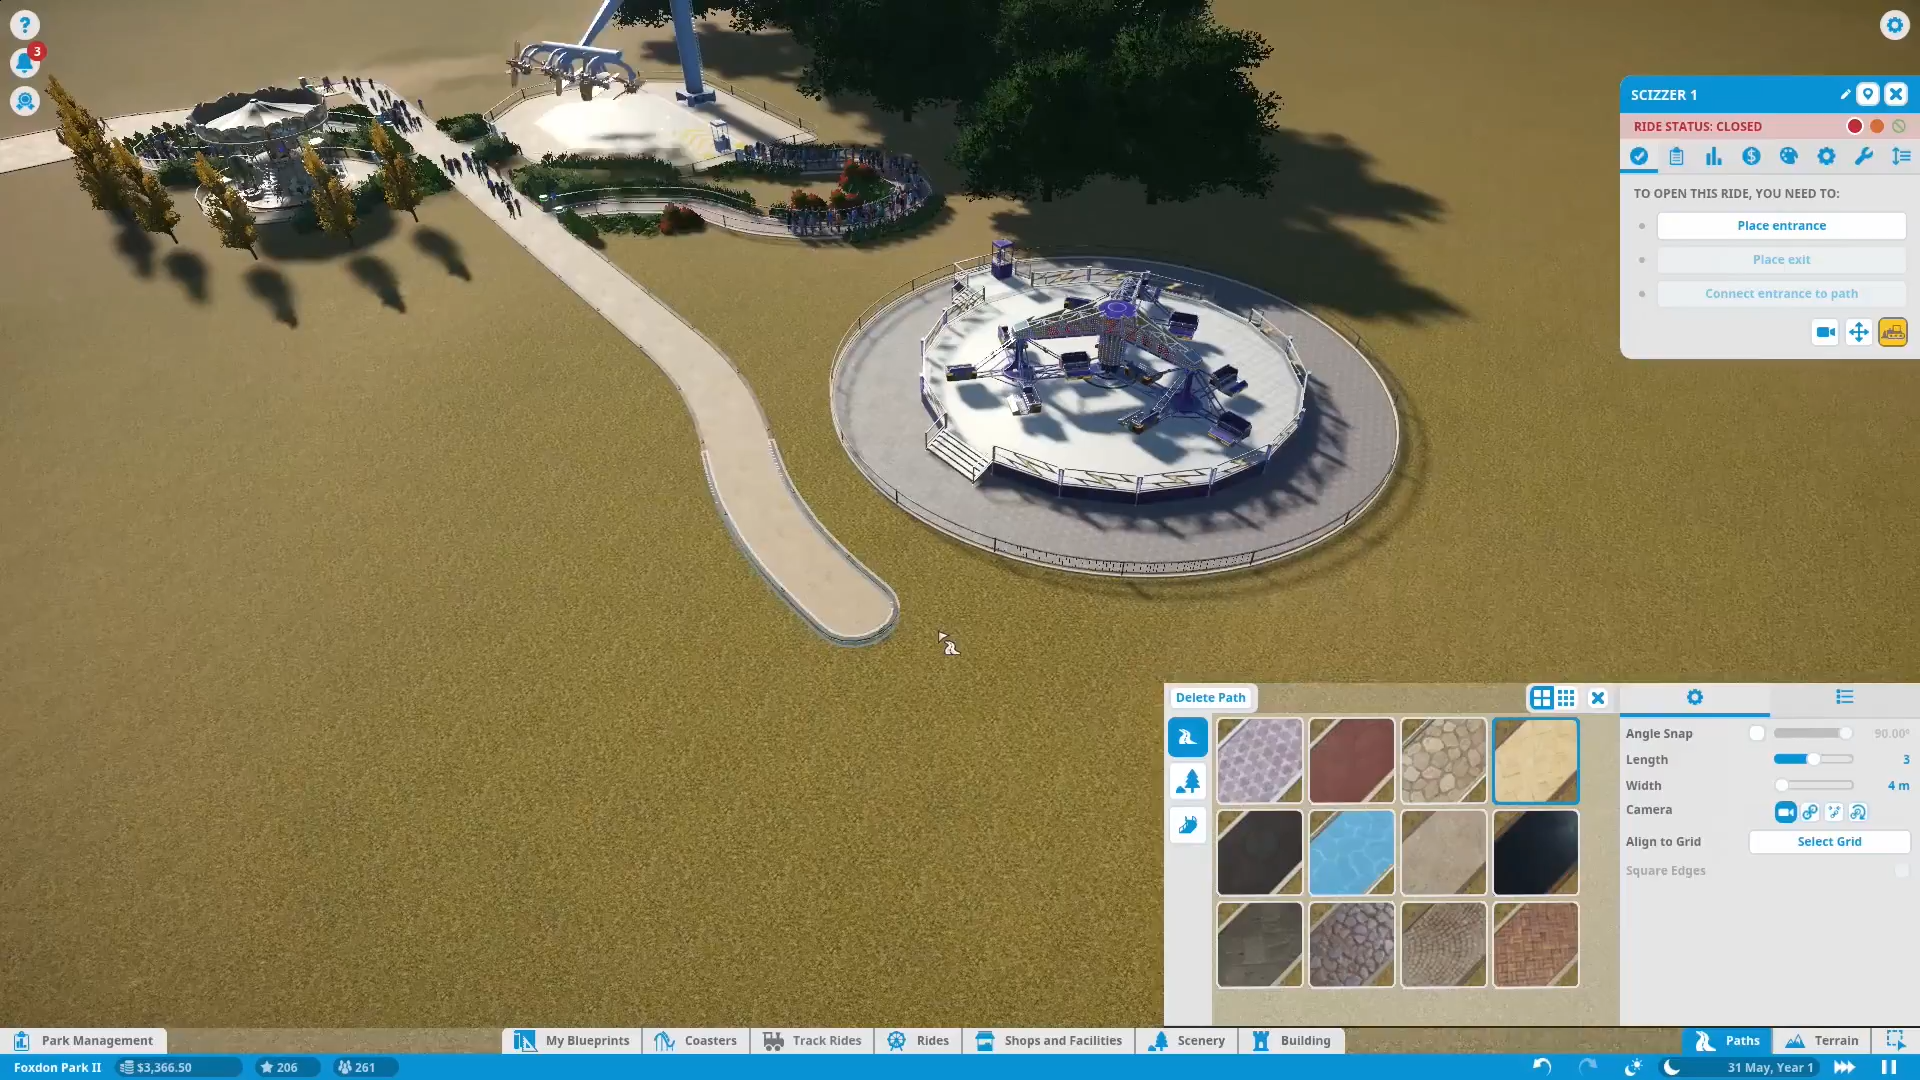 3
SCIZZER 1
RIDE STATUS: CLOSED
TO OPEN THIS RIDE, YOU NEED TO:
Place entrance
Place exit
Connect entrance to path
Delete Path
Angle Snap 90.00°
Length 3
Width 4 m
Camera
Align to Grid Select Grid
Square Edges
Park Management My Blueprints Coasters Track Rides Rides Shops and Facilities Scenery Building Paths Terrain
Foxdon Park II $3,366.50 206 261 31 May, Year 1